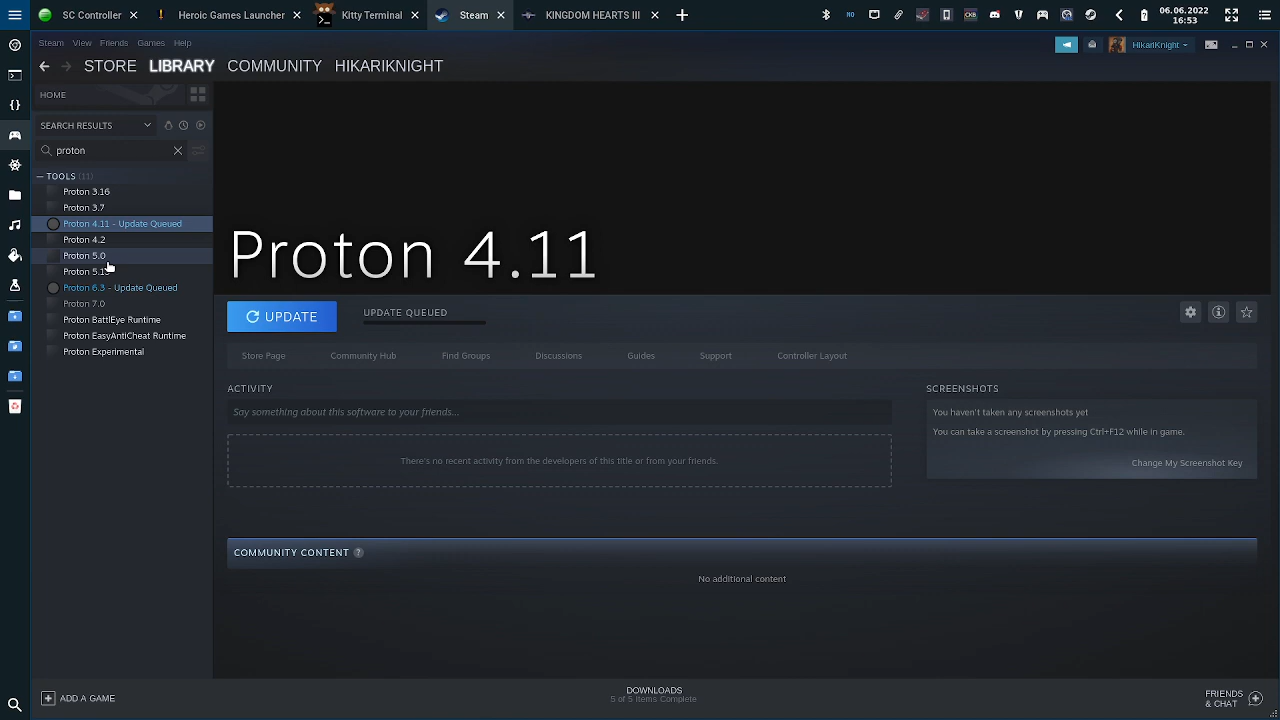 SC Controller
Heroic Games Launcher
Kitty Terminal
Steam
KINGDOM HEARTS III
NO
CKB
06.06.2022
16:53
Steam View Friends Games Help
HikariKnight
STORE LIBRARY COMMUNITY HIKARIKNIGHT
HOME
SEARCH RESULTS
proton
TOOLS (11)
Proton 3.16
Proton 3.7
Proton 4.11 - Update Queued
Proton 4.2
Proton 5.0
Proton 5.13
Proton 6.3 - Update Queued
Proton 7.0
Proton BattlEye Runtime
Proton EasyAntiCheat Runtime
Proton Experimental
Proton 4.11
UPDATE
UPDATE QUEUED
Store Page Community Hub Find Groups Discussions Guides Support Controller Layout
ACTIVITY
Say something about this software to your friends...
There's no recent activity from the developers of this title or from your friends.
SCREENSHOTS
You haven't taken any screenshots yet
You can take a screenshot by pressing Ctrl+F12 while in game.
Change My Screenshot Key
COMMUNITY CONTENT ?
No additional content
ADD A GAME
DOWNLOADS
5 of 5 Items Complete
FRIENDS
& CHAT